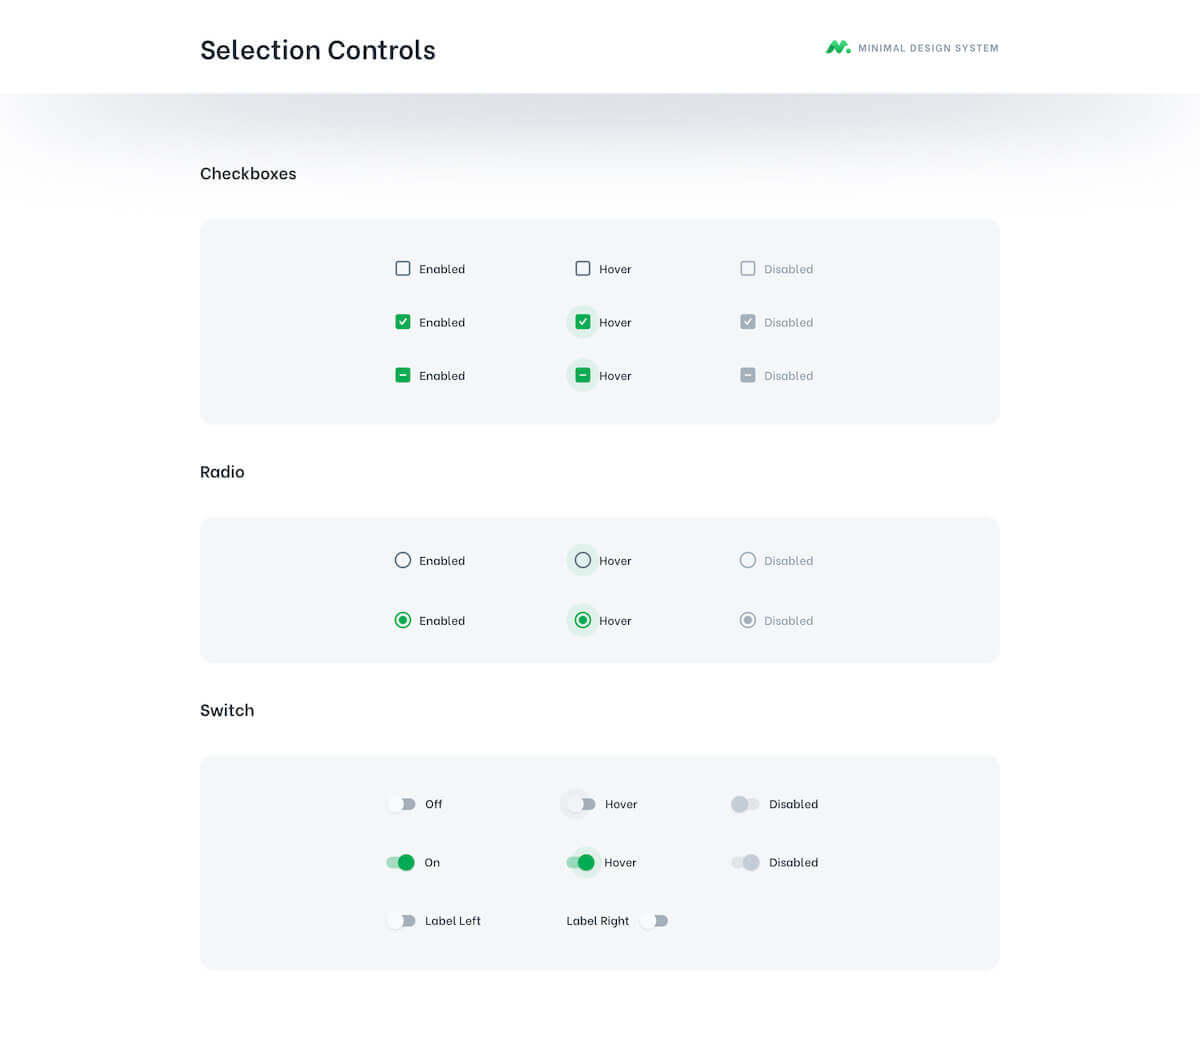 Selection Controls
MINIMAL DESIGN SYSTEM
Checkboxes
Enabled Hover Disabled
Enabled Hover Disabled
Enabled Hover Disabled
Radio
Enabled Hover Disabled
Enabled Hover Disabled
Switch
Off Hover Disabled
On Hover Disabled
Label Left Label Right